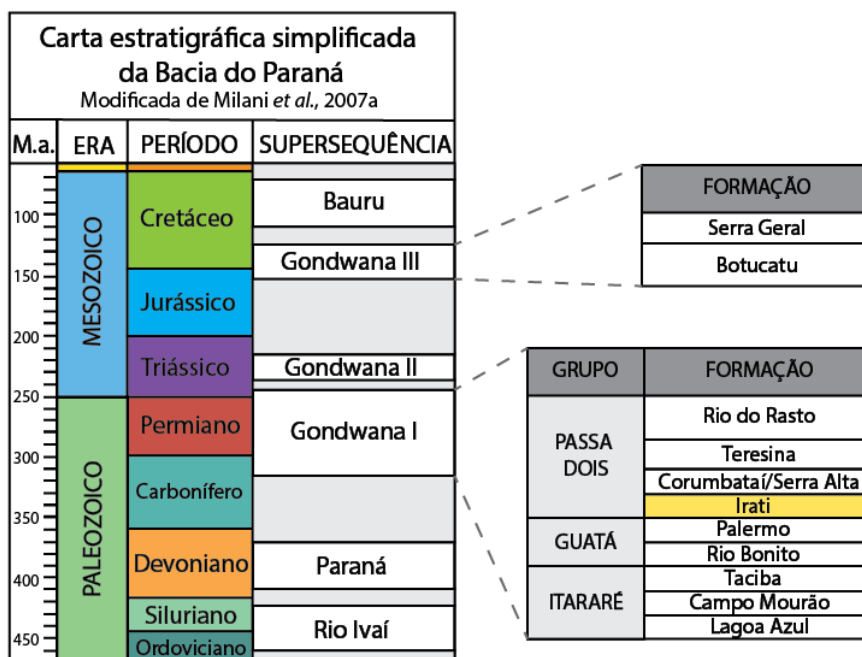 Carta estratigráfica simplificada
da Bacia do Paraná
Modificada de Milani et al., 2007a
M.a. ERA PERÍODO SUPERSEQUÊNCIA
MESOZOICO
PALEOZOICO
100
150
200
250
300
350
400
450
Cretáceo
Jurássico
Triássico
Permiano
Carbonífero
Devoniano
Siluriano
Ordoviciano
Bauru
Gondwana III
Gondwana II
Gondwana I
Paraná
Rio Ivaí
FORMAÇÃO
Serra Geral
Botucatu
GRUPO FORMAÇÃO
PASSA
DOIS
Rio do Rasto
Teresina
Corumbataí/Serra Alta
Irati
GUATÁ
Palermo
Rio Bonito
ITARARÉ
Taciba
Campo Mourão
Lagoa Azul